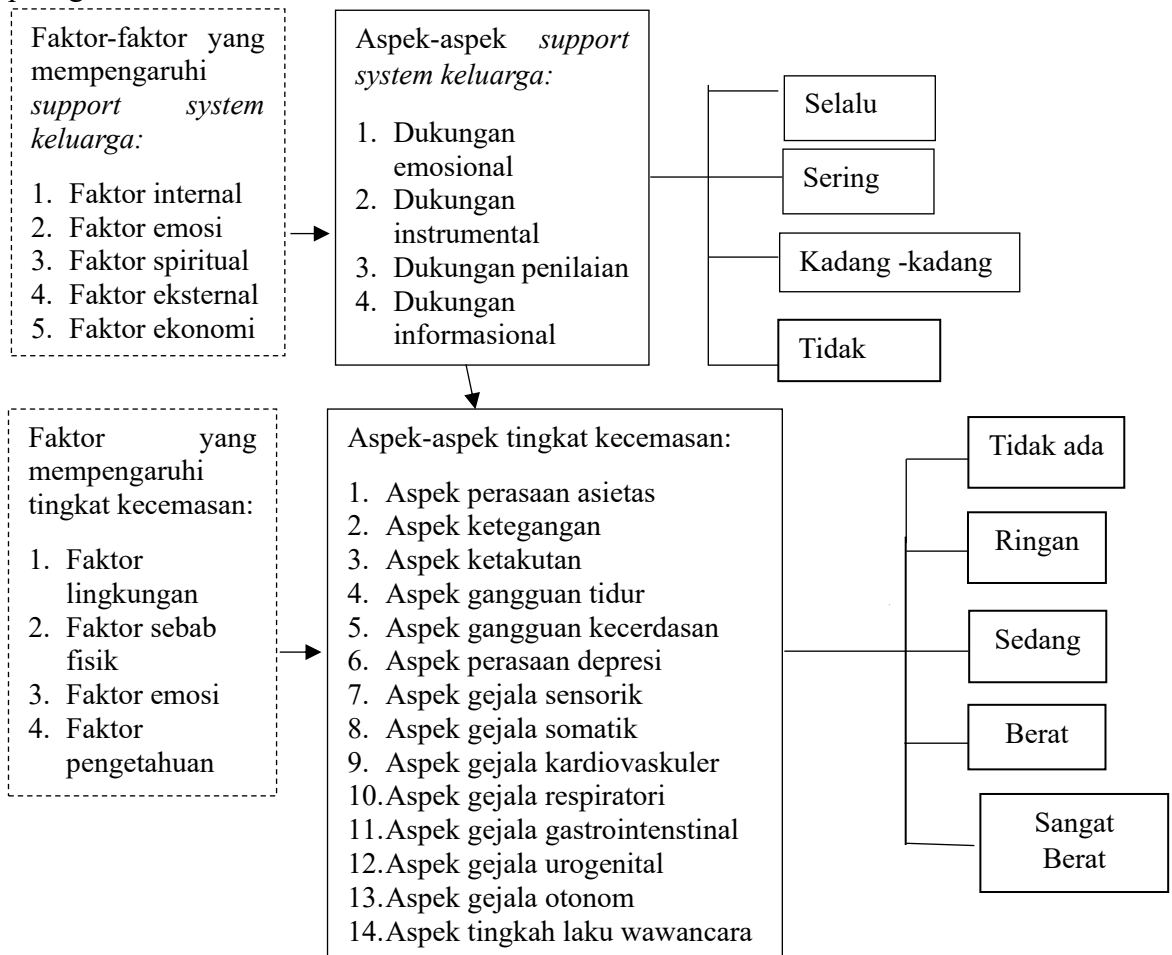 Faktor-faktor yang
mempengaruhi
support system
keluarga:
1. Faktor internal
2. Faktor emosi
3. Faktor spiritual
4. Faktor eksternal
5. Faktor ekonomi
Aspek-aspek support
system keluarga:
1. Dukungan
emosional
2. Dukungan
instrumental
3. Dukungan penilaian
4. Dukungan
informasional
Selalu
Sering
Kadang -kadang
Tidak
Faktor yang
mempengaruhi
tingkat kecemasan:
1. Faktor
lingkungan
2. Faktor sebab
fisik
3. Faktor emosi
4. Faktor
pengetahuan
Aspek-aspek tingkat kecemasan:
1. Aspek perasaan asietas
2. Aspek ketegangan
3. Aspek ketakutan
4. Aspek gangguan tidur
5. Aspek gangguan kecerdasan
6. Aspek perasaan depresi
7. Aspek gejala sensorik
8. Aspek gejala somatik
9. Aspek gejala kardiovaskuler
10.Aspek gejala respiratori
11.Aspek gejala gastrointenstinal
12.Aspek gejala urogenital
13.Aspek gejala otonom
14.Aspek tingkah laku wawancara
Tidak ada
Ringan
Sedang
Berat
Sangat
Berat